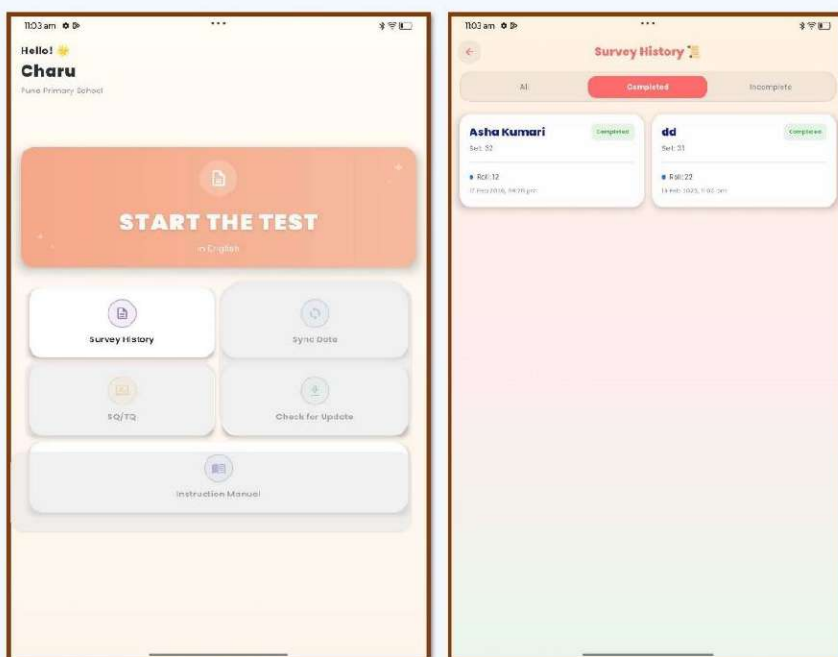 11:03 am
Hello!
Charu
Pune Primary School
START THE TEST
in English
Survey History
Sync Data
SQ/TQ
Check for Update
Instruction Manual
11:03 am
Survey History
All
Completed
Incomplete
Asha Kumari
Completed
Set: 32
Roll: 12
dd
Completed
Set: 31
Roll: 22